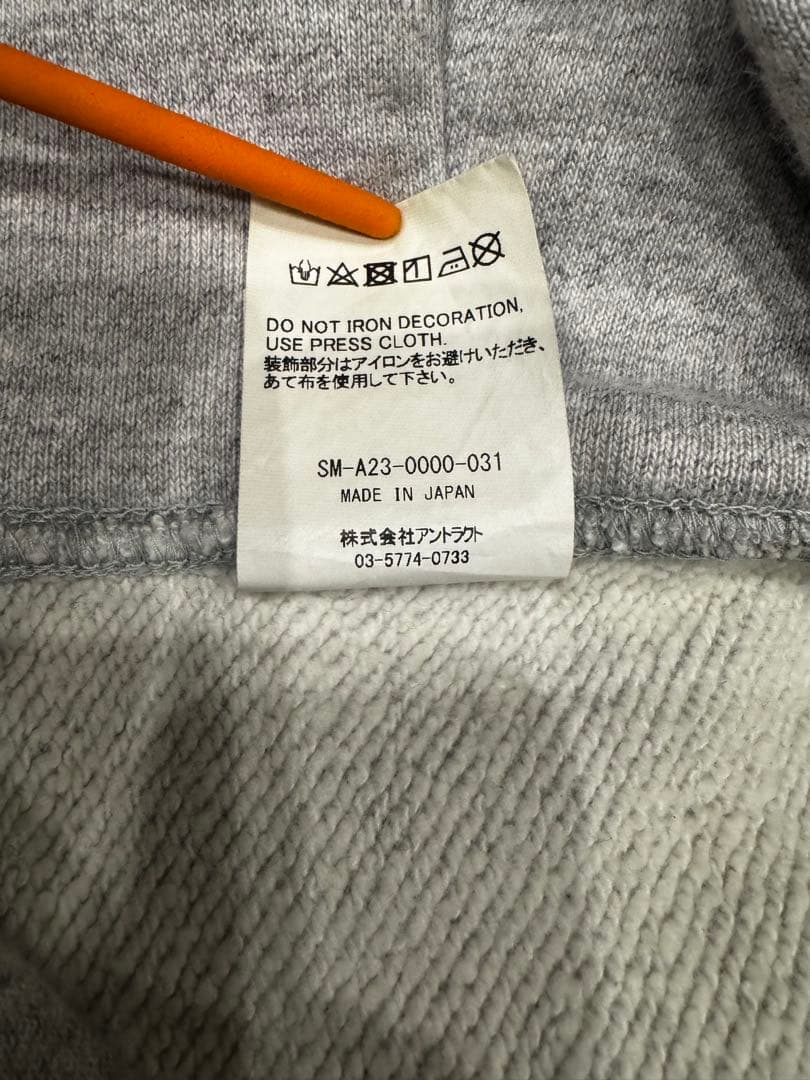 DO NOT IRON DECORATION,
USE PRESS CLOTH.
装飾部分はアイロンをお避けいただき、
あて布を使用して下さい。
SM-A23-0000-031
MADE IN JAPAN
株式会社アントラクト
03-5774-0733